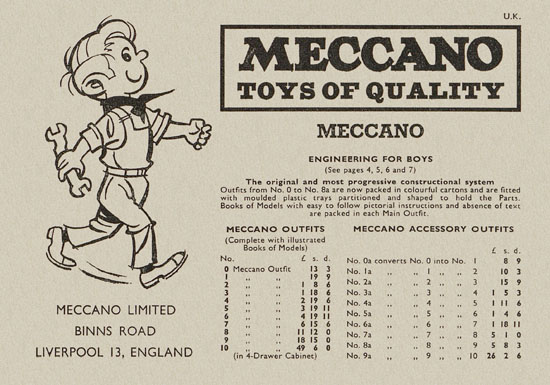 U.K.
MECCANO
TOYS OF QUALITY
MECCANO
ENGINEERING FOR BOYS
(See pages 4, 5, 6 and 7)
The original and most progressive constructional system
Outfits from No. 0 to No. 8a are now packed in colourful cartons and are fitted
with moulded plastic trays partitioned and shaped to hold the Parts.
Books of Models with easy to follow pictorial instructions and absence of text
are packed in each Main Outfit.
MECCANO OUTFITS
(Complete with illustrated
Books of Models)
No. £ s. d.
0 Meccano Outfit 13 3
1 ,, ,, 19 9
2 ,, ,, 1 8 6
3 ,, ,, 1 18 6
4 ,, ,, 2 19 6
5 ,, ,, 3 19 11
6 ,, ,, 4 19 11
7 ,, ,, 6 15 6
8 ,, ,, 11 12 0
9 ,, ,, 18 15 0
10 ,, ,, 49 6 0
(in 4-Drawer Cabinet)
MECCANO ACCESSORY OUTFITS
£ s. d.
No. 0a converts No. 0 into No. 1 8 9
No. 1a ,, ,, 1 ,, ,, 2 10 3
No. 2a ,, ,, 2 ,, ,, 3 15 9
No. 3a ,, ,, 3 ,, ,, 4 1 5 3
No. 4a ,, ,, 4 ,, ,, 5 1 11 6
No. 5a ,, ,, 5 ,, ,, 6 1 4 6
No. 6a ,, ,, 6 ,, ,, 7 1 18 11
No. 7a ,, ,, 7 ,, ,, 8 5 1 0
No. 8a ,, ,, 8 ,, ,, 9 5 8 3
No. 9a ,, ,, 9 ,, ,, 10 26 2 6
MECCANO LIMITED
BINNS ROAD
LIVERPOOL 13, ENGLAND